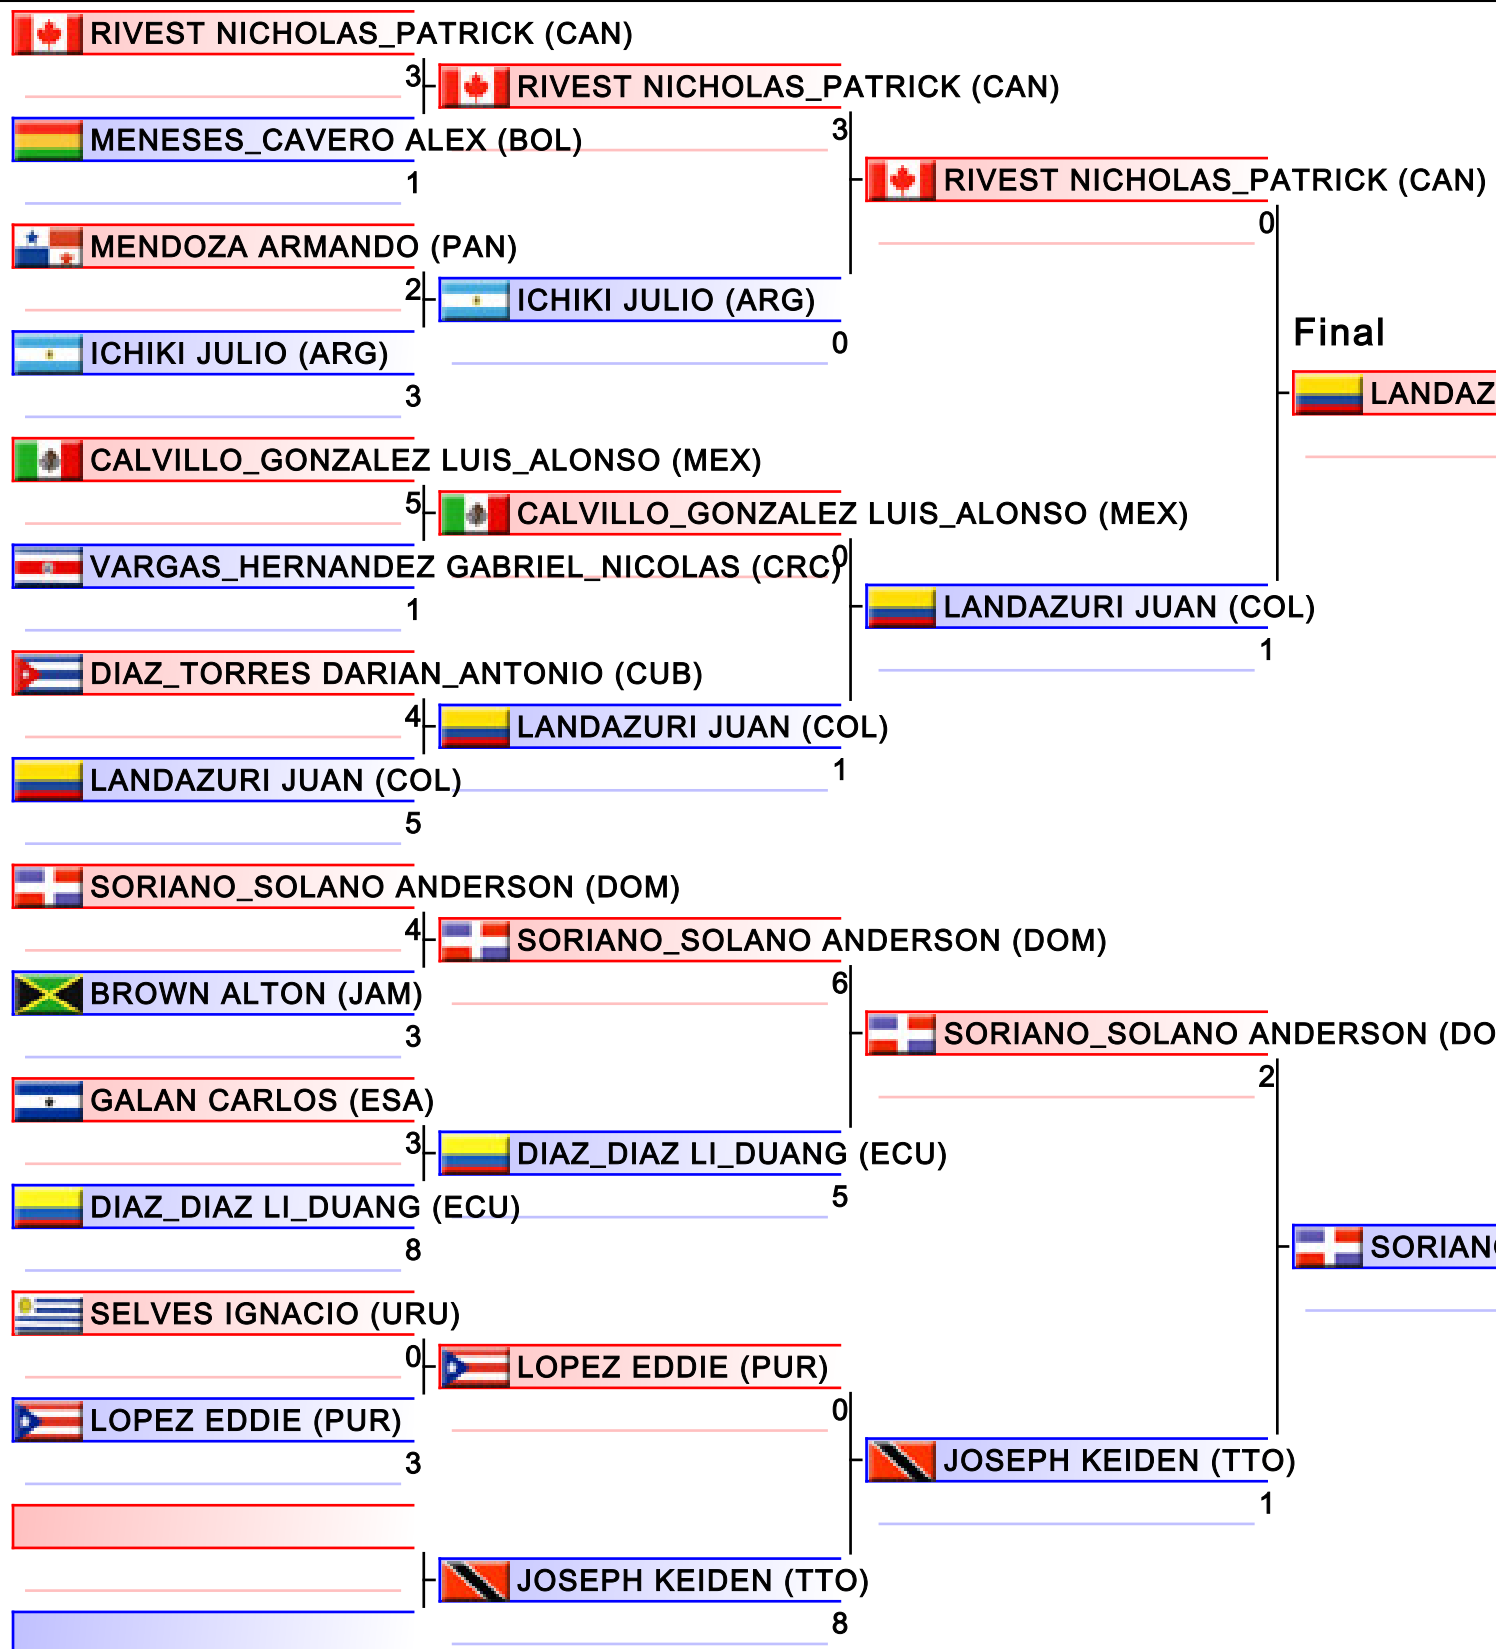 RIVEST NICHOLAS_PATRICK (CAN)
3
MENESES_CAVERO ALEX (BOL)
1
MENDOZA ARMANDO (PAN)
2
ICHIKI JULIO (ARG)
3
CALVILLO_GONZALEZ LUIS_ALONSO (MEX)
5
VARGAS_HERNANDEZ GABRIEL_NICOLAS (CRC)
1
DIAZ_TORRES DARIAN_ANTONIO (CUB)
4
LANDAZURI JUAN (COL)
5
SORIANO_SOLANO ANDERSON (DOM)
4
BROWN ALTON (JAM)
3
GALAN CARLOS (ESA)
3
DIAZ_DIAZ LI_DUANG (ECU)
8
SELVES IGNACIO (URU)
0
LOPEZ EDDIE (PUR)
3
RIVEST NICHOLAS_PATRICK (CAN)
3
ICHIKI JULIO (ARG)
0
CALVILLO_GONZALEZ LUIS_ALONSO (MEX)
0
LANDAZURI JUAN (COL)
1
SORIANO_SOLANO ANDERSON (DOM)
6
DIAZ_DIAZ LI_DUANG (ECU)
5
LOPEZ EDDIE (PUR)
0
JOSEPH KEIDEN (TTO)
8
RIVEST NICHOLAS_PATRICK (CAN)
0
LANDAZURI JUAN (COL)
1
SORIANO_SOLANO ANDERSON (DO
2
JOSEPH KEIDEN (TTO)
1
Final
LANDAZ
SORIAN